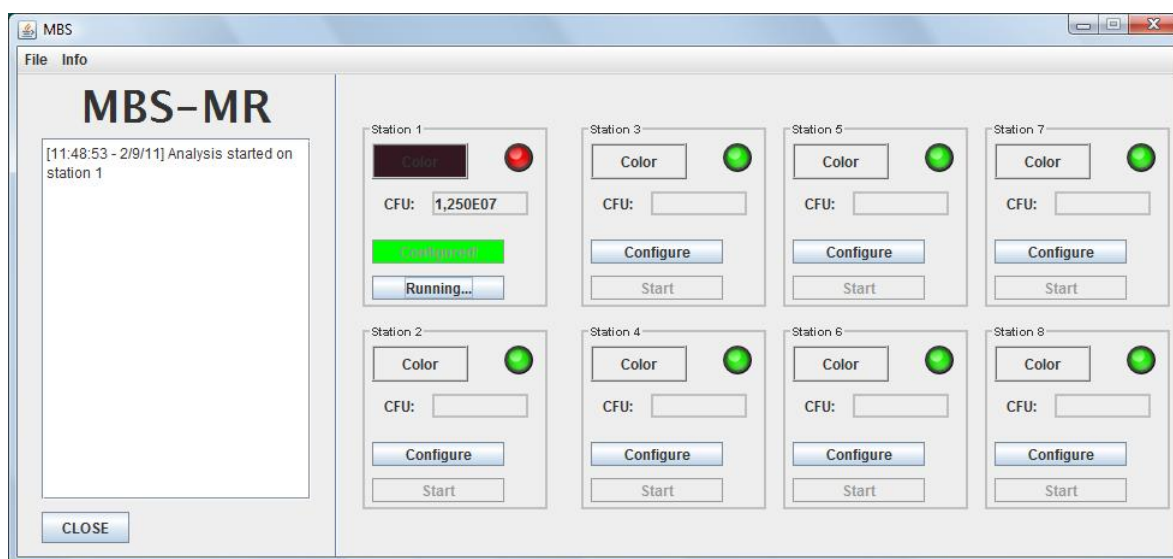 MBS
File Info
MBS-MR
[11:48:53 - 2/9/11] Analysis started on
station 1
CLOSE
Station 1
Color
CFU: 1,250E07
Configured!
Running...
Station 3
Color
CFU:
Configure
Start
Station 5
Color
CFU:
Configure
Start
Station 7
Color
CFU:
Configure
Start
Station 2
Color
CFU:
Configure
Start
Station 4
Color
CFU:
Configure
Start
Station 6
Color
CFU:
Configure
Start
Station 8
Color
CFU:
Configure
Start